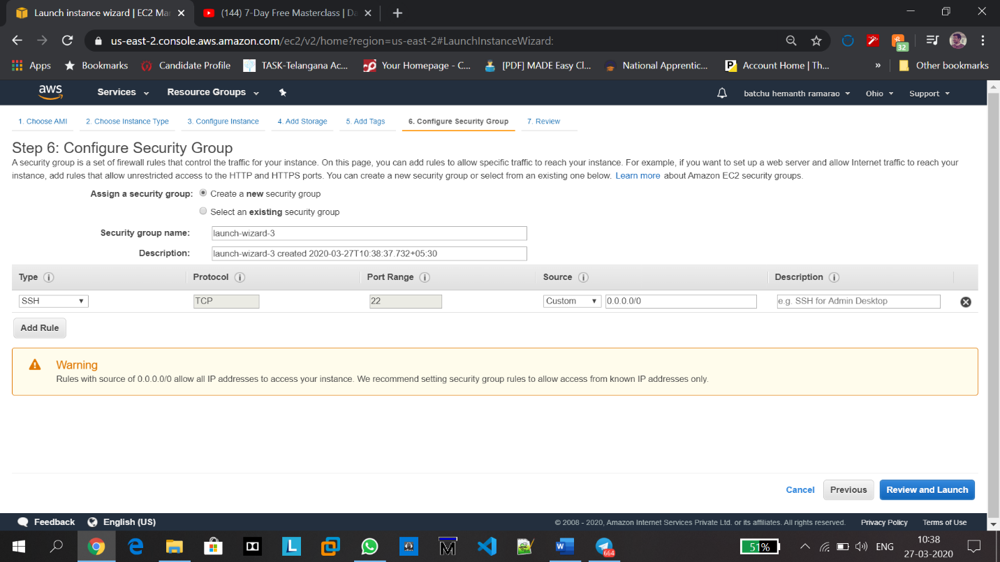 Launch instance wizard | EC2 Mar
(144) 7-Day Free Masterclass | Da
us-east-2.console.aws.amazon.com/ec2/v2/home?region=us-east-2#LaunchInstanceWizard:
32
Apps Bookmarks Candidate Profile TASK-Telangana Ac... Your Homepage - C... [PDF] MADE Easy Cl... National Apprentic... Account Home | Th... » Other bookmarks
aws Services Resource Groups batchu hemanth ramarao Ohio Support
1. Choose AMI 2. Choose Instance Type 3. Configure Instance 4. Add Storage 5. Add Tags 6. Configure Security Group 7. Review
Step 6: Configure Security Group
A security group is a set of firewall rules that control the traffic for your instance. On this page, you can add rules to allow specific traffic to reach your instance. For example, if you want to set up a web server and allow Internet traffic to reach your
instance, add rules that allow unrestricted access to the HTTP and HTTPS ports. You can create a new security group or select from an existing one below. Learn more about Amazon EC2 security groups.
Assign a security group: Create a new security group
Select an existing security group
Security group name: launch-wizard-3
Description: launch-wizard-3 created 2020-03-27T10:38:37.732+05:30
Type Protocol Port Range Source Description
SSH TCP 22 Custom 0.0.0.0/0 e.g. SSH for Admin Desktop
Add Rule
Warning
Rules with source of 0.0.0.0/0 allow all IP addresses to access your instance. We recommend setting security group rules to allow access from known IP addresses only.
Cancel Previous Review and Launch
Feedback English (US) © 2008 - 2020, Amazon Internet Services Private Ltd. or its affiliates. All rights reserved. Privacy Policy Terms of Use
664 51% ENG 10:38
27-03-2020